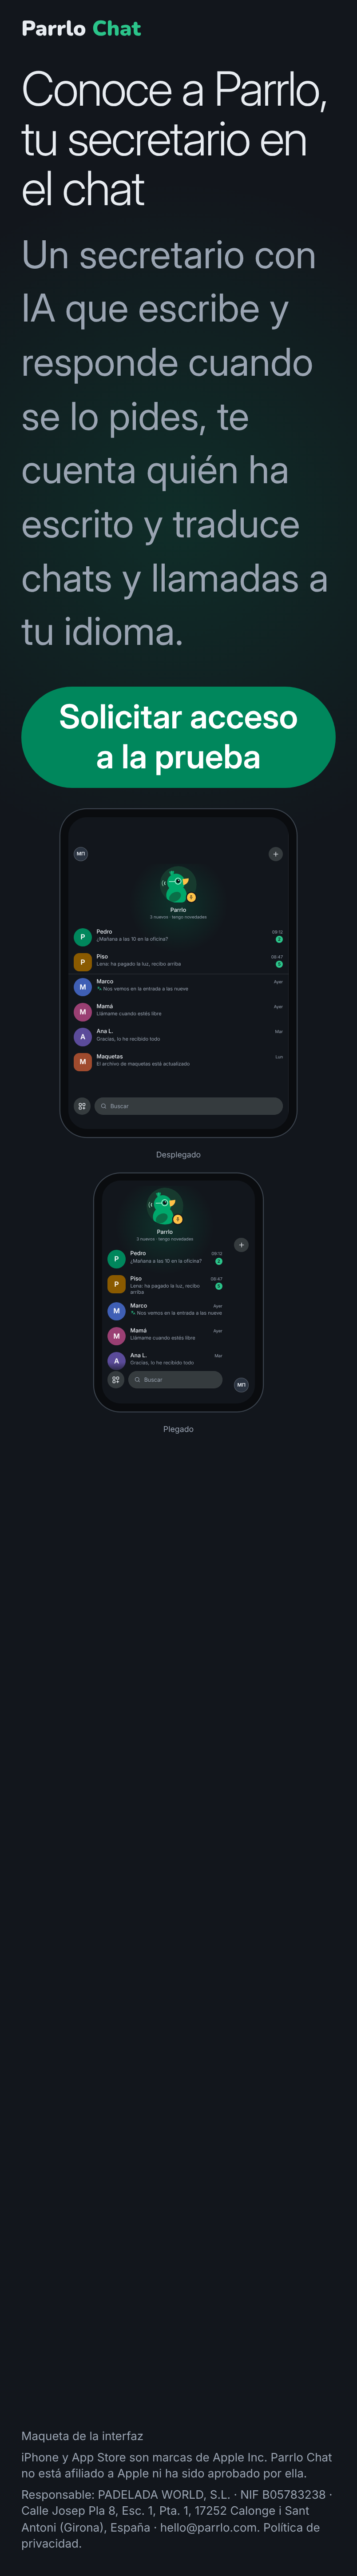 Parrlo Chat
Conoce a Parrlo,
tu secretario en
el chat
Un secretario con
IA que escribe y
responde cuando
se lo pides, te
cuenta quién ha
escrito y traduce
chats y llamadas a
tu idioma.
Solicitar acceso
a la prueba
МП
Parrlo
3 nuevos · tengo novedades
P
Pedro
09:12
¿Mañana a las 10 en la oficina?
2
P
Piso
08:47
Lena: ha pagado la luz, recibo arriba
5
M
Marco
Ayer
Nos vemos en la entrada a las nueve
M
Mamá
Ayer
Llámame cuando estés libre
A
Ana L.
Mar
Gracias, lo he recibido todo
M
Maquetas
Lun
El archivo de maquetas está actualizado
Buscar
Desplegado
Parrlo
3 nuevos · tengo novedades
P
Pedro
09:12
¿Mañana a las 10 en la oficina?
2
P
Piso
08:47
Lena: ha pagado la luz, recibo
arriba
M
Marco
Ayer
Nos vemos en la entrada a las nueve
M
Mamá
Ayer
Llámame cuando estés libre
A
Ana L.
Mar
Gracias, lo he recibido todo
Buscar
МП
Plegado
Maqueta de la interfaz
iPhone y App Store son marcas de Apple Inc. Parrlo Chat
no está afiliado a Apple ni ha sido aprobado por ella.
Responsable: PADELADA WORLD, S.L. · NIF B05783238 ·
Calle Josep Pla 8, Esc. 1, Pta. 1, 17252 Calonge i Sant
Antoni (Girona), España · hello@parrlo.com. Política de
privacidad.